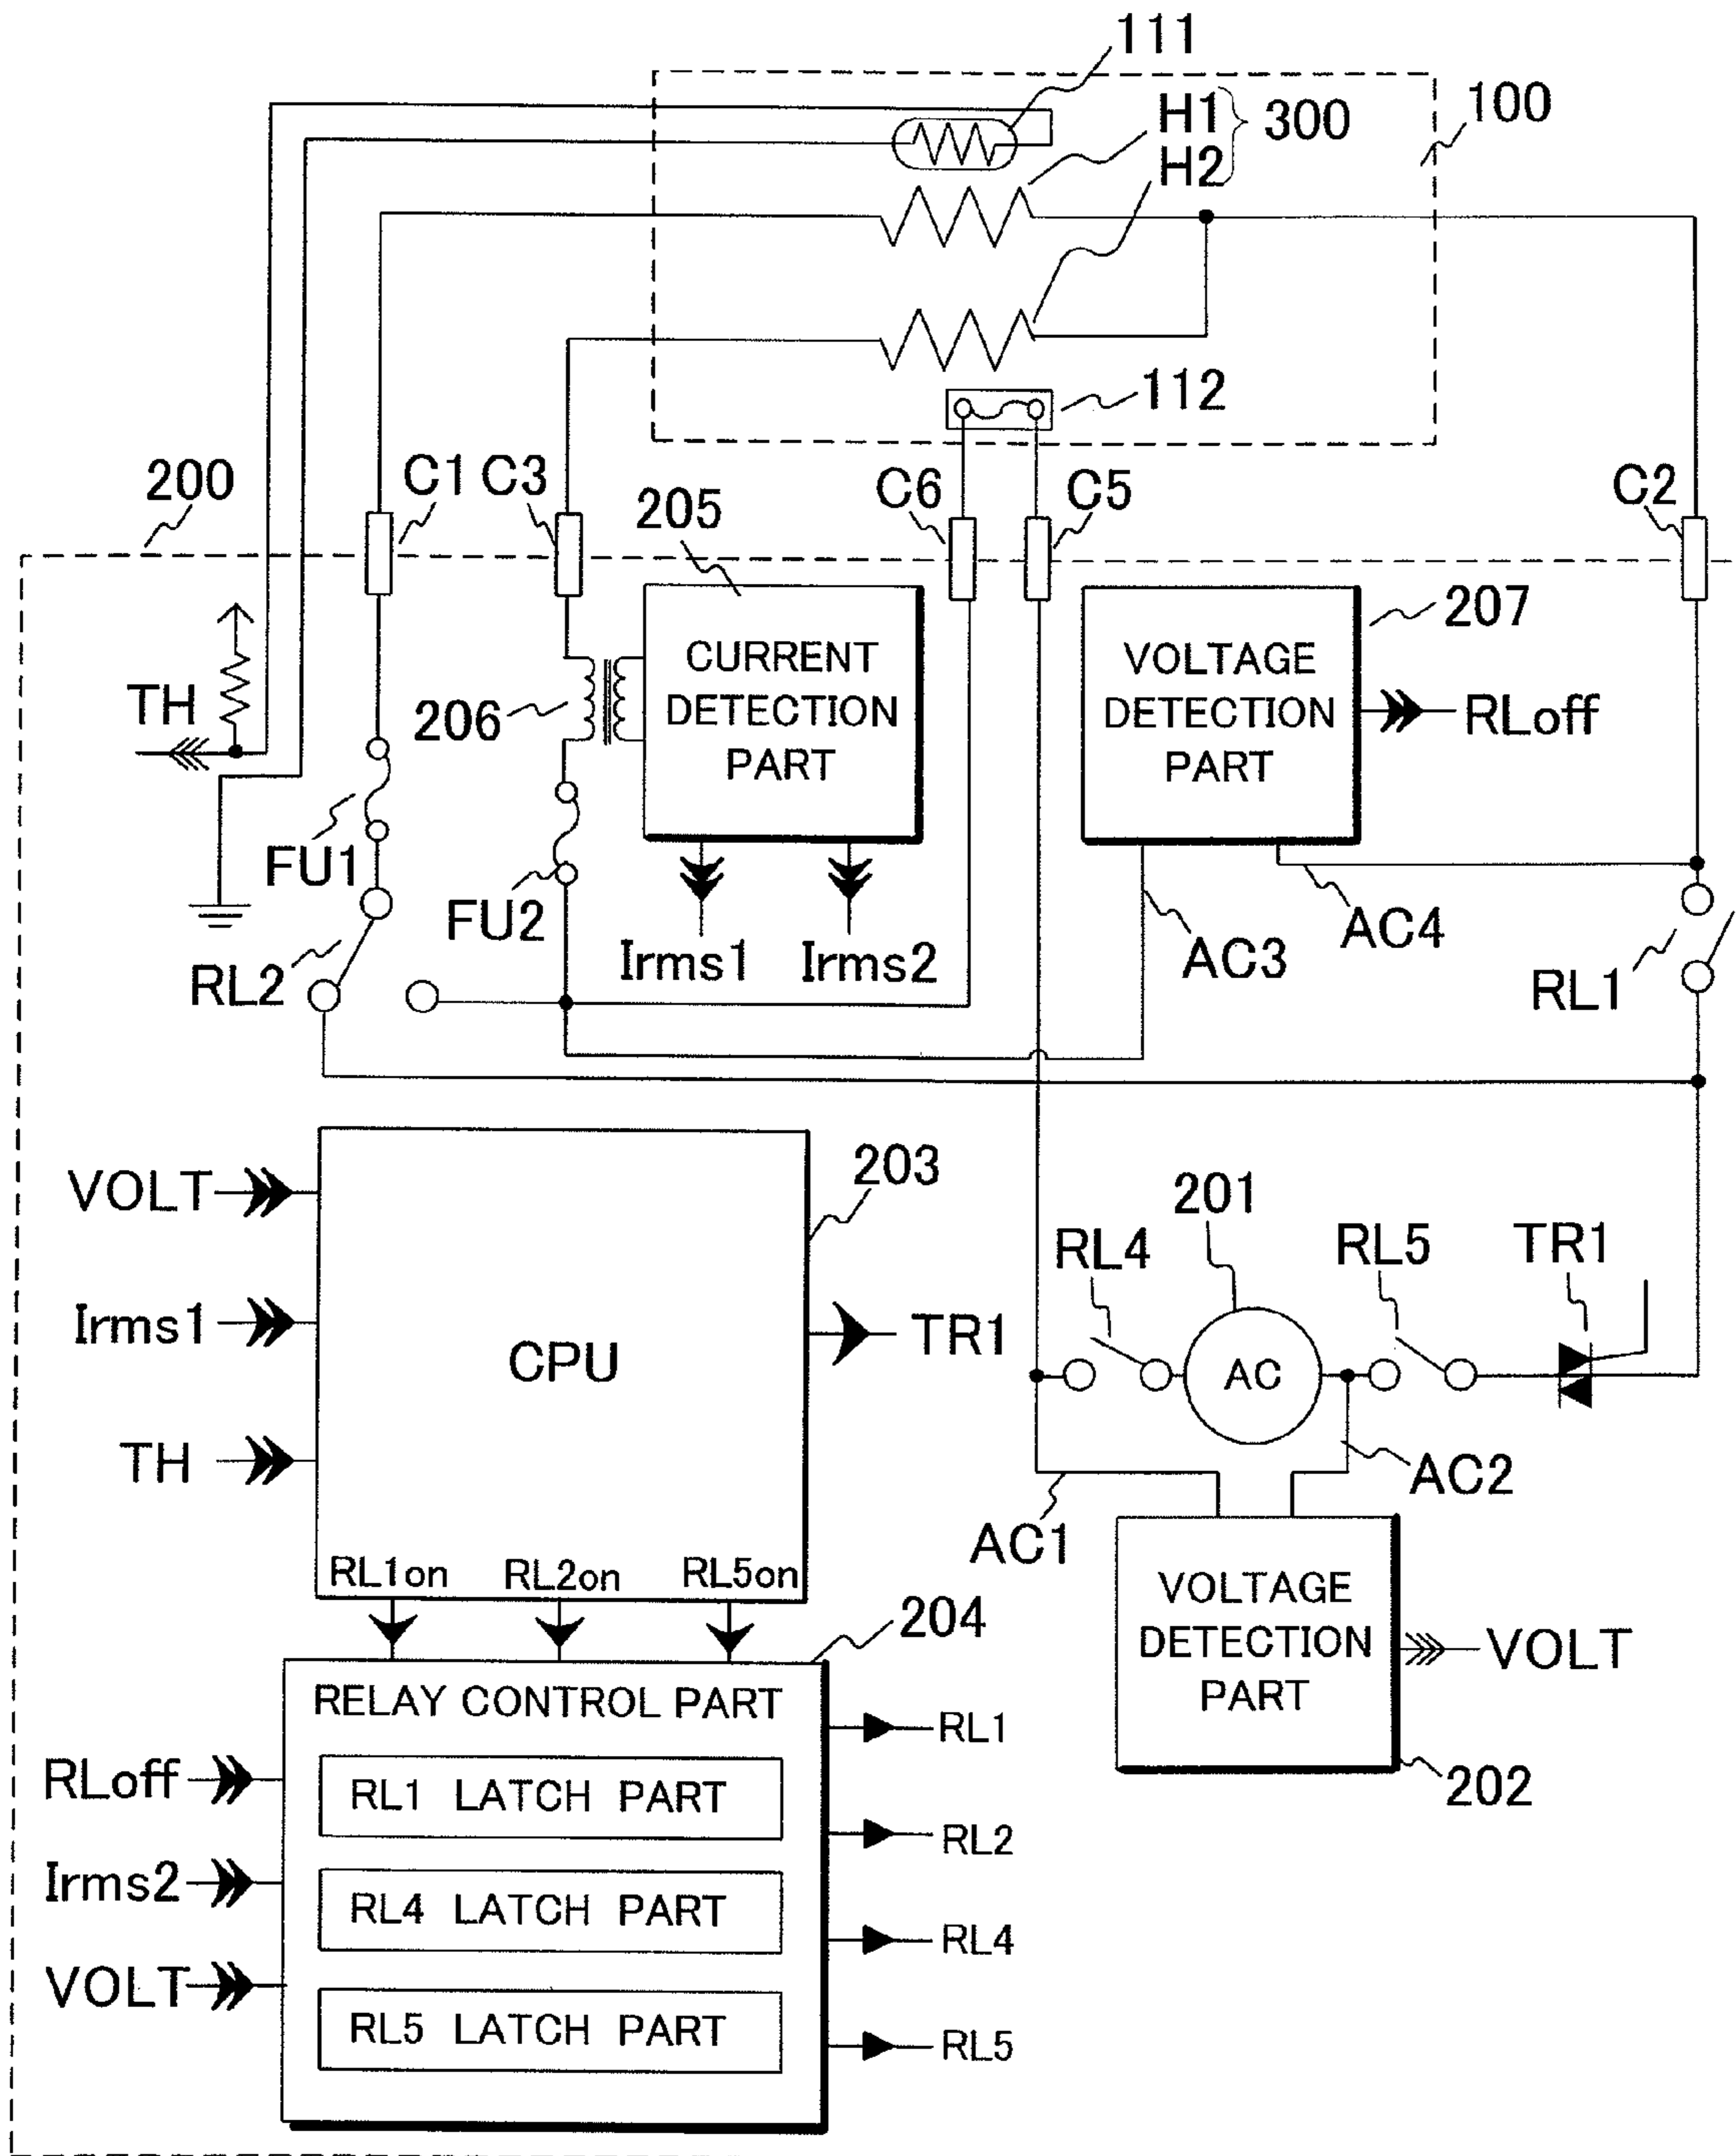 111
H1
300
100
H2
112
200
C1
C3
C6
C5
C2
205
207
CURRENT
DETECTION
PART
VOLTAGE
DETECTION
PART
RLoff
TH
206
FU1
FU2
Irms1
Irms2
AC3
AC4
RL2
RL1
VOLT
203
201
RL4
RL5
TR1
Irms1
TR1
CPU
AC
TH
AC2
AC1
RL1on
RL2on
RL5on
204
VOLTAGE
DETECTION
PART
VOLT
202
RELAY CONTROL PART
RL1
RLoff
RL1 LATCH PART
RL2
Irms2
RL4 LATCH PART
RL4
VOLT
RL5 LATCH PART
RL5